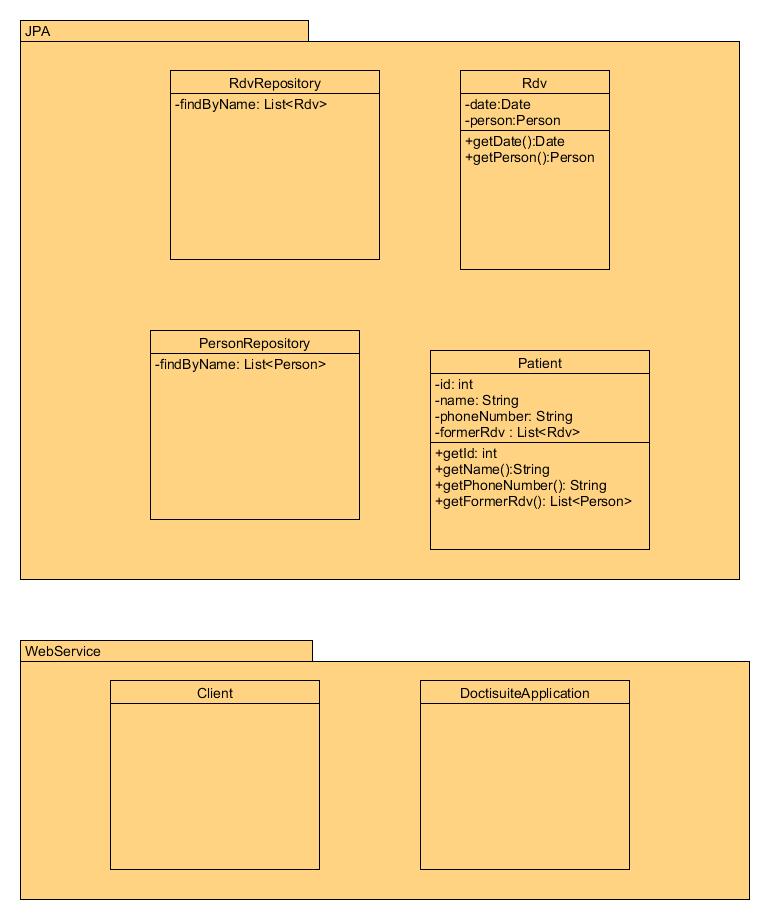 JPA
RdvRepository
-findByName: List<Rdv>
Rdv
-date:Date
-person:Person
+getDate():Date
+getPerson():Person
PersonRepository
-findByName: List<Person>
Patient
-id: int
-name: String
-phoneNumber: String
-formerRdv : List<Rdv>
+getId: int
+getName():String
+getPhoneNumber(): String
+getFormerRdv(): List<Person>
WebService
Client
DoctisuiteApplication